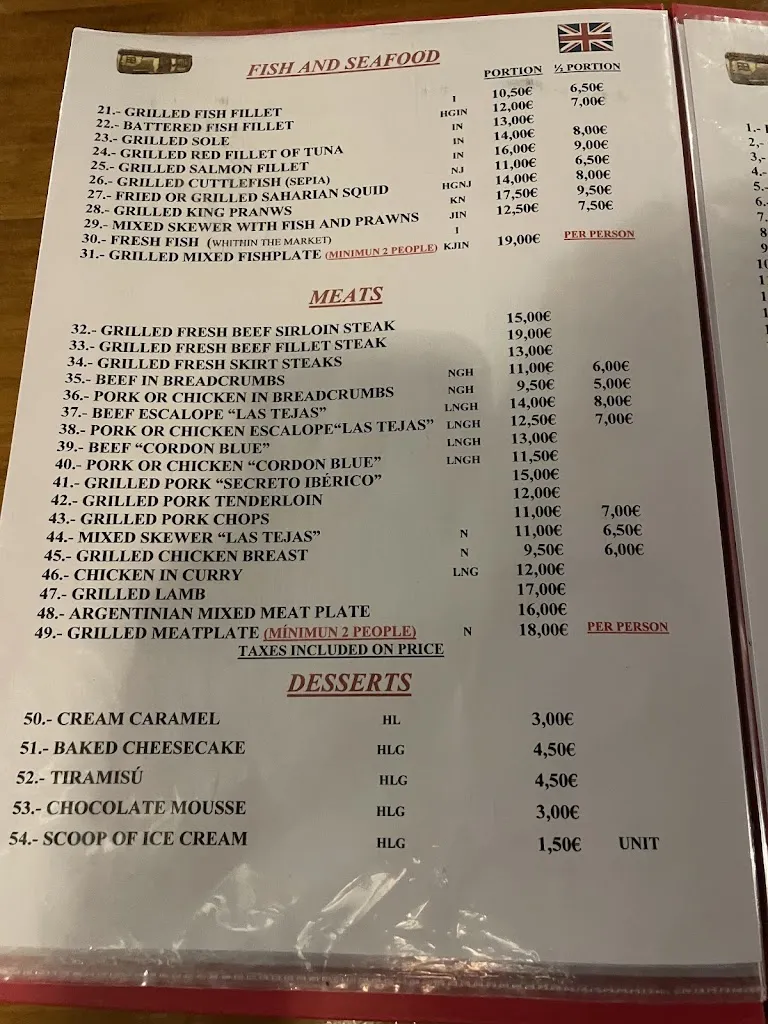 FISH AND SEAFOOD
PORTION ½ PORTION
21.- GRILLED FISH FILLET I 10,50€ 6,50€
22.- BATTERED FISH FILLET HGIN 12,00€ 7,00€
23.- GRILLED SOLE IN 13,00€
24.- GRILLED RED FILLET OF TUNA IN 14,00€ 8,00€
25.- GRILLED SALMON FILLET IN 16,00€ 9,00€
26.- GRILLED CUTTLEFISH (SEPIA) NJ 11,00€ 6,50€
27.- FRIED OR GRILLED SAHARIAN SQUID HGNJ 14,00€ 8,00€
28.- GRILLED KING PRANWS KN 17,50€ 9,50€
29.- MIXED SKEWER WITH FISH AND PRAWNS JIN 12,50€ 7,50€
30.- FRESH FISH (WHITHIN THE MARKET) I
31.- GRILLED MIXED FISHPLATE (MINIMUN 2 PEOPLE) KJIN 19,00€ PER PERSON
MEATS
32.- GRILLED FRESH BEEF SIRLOIN STEAK 15,00€
33.- GRILLED FRESH BEEF FILLET STEAK 19,00€
34.- GRILLED FRESH SKIRT STEAKS 13,00€
35.- BEEF IN BREADCRUMBS NGH 11,00€ 6,00€
36.- PORK OR CHICKEN IN BREADCRUMBS NGH 9,50€ 5,00€
37.- BEEF ESCALOPE “LAS TEJAS” LNGH 14,00€ 8,00€
38.- PORK OR CHICKEN ESCALOPE“LAS TEJAS” LNGH 12,50€ 7,00€
39.- BEEF “CORDON BLUE” LNGH 13,00€
40.- PORK OR CHICKEN “CORDON BLUE” LNGH 11,50€
41.- GRILLED PORK “SECRETO IBÉRICO” 15,00€
42.- GRILLED PORK TENDERLOIN 12,00€
43.- GRILLED PORK CHOPS 11,00€ 7,00€
44.- MIXED SKEWER “LAS TEJAS” N 11,00€ 6,50€
45.- GRILLED CHICKEN BREAST N 9,50€ 6,00€
46.- CHICKEN IN CURRY LNG 12,00€
47.- GRILLED LAMB 17,00€
48.- ARGENTINIAN MIXED MEAT PLATE 16,00€
49.- GRILLED MEATPLATE (MÍNIMUN 2 PEOPLE) N 18,00€ PER PERSON
TAXES INCLUDED ON PRICE
DESSERTS
50.- CREAM CARAMEL HL 3,00€
51.- BAKED CHEESECAKE HLG 4,50€
52.- TIRAMISÚ HLG 4,50€
53.- CHOCOLATE MOUSSE HLG 3,00€
54.- SCOOP OF ICE CREAM HLG 1,50€ UNIT
1.-
2,-
3,-
4.-
5.-
6.-
7.
8
9
10